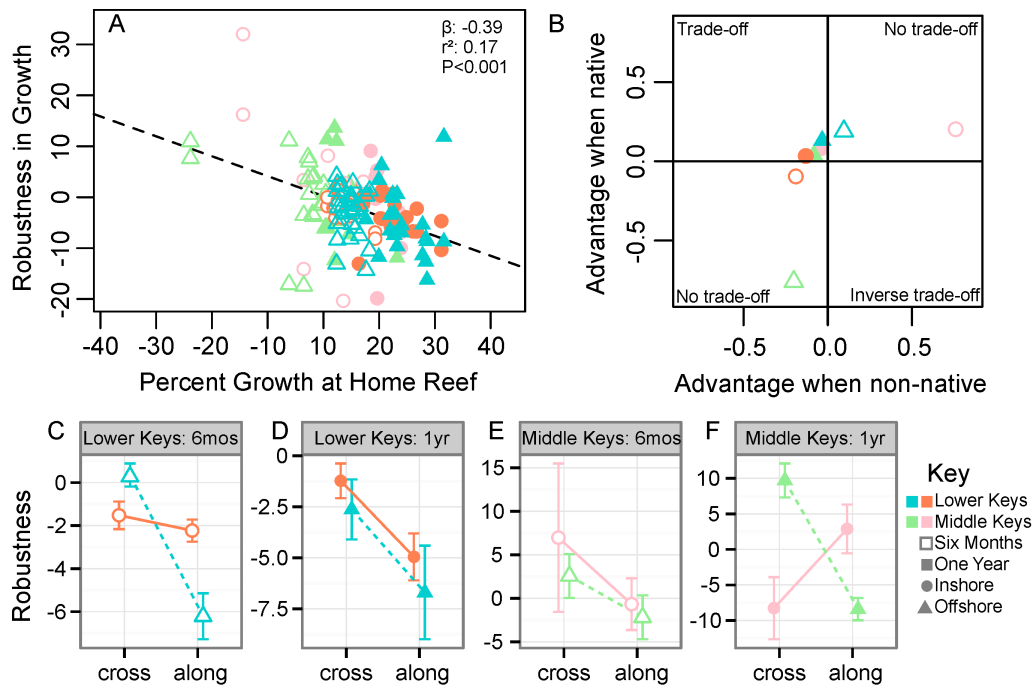 A
β: -0.39
r²: 0.17
P<0.001
Robustness in Growth
30
20
10
0
-10
-20
-40 -30 -20 -10 0 10 20 30 40
Percent Growth at Home Reef
B
Trade-off
No trade-off
No trade-off
Inverse trade-off
Advantage when native
0.5
0.0
-0.5
-0.5 0.0 0.5
Advantage when non-native
C
Lower Keys: 6mos
Robustness
0
-2
-4
-6
cross along
D
Lower Keys: 1yr
0
-2.5
-5.0
-7.5
cross along
E
Middle Keys: 6mos
15
10
5
0
-5
cross along
F
Middle Keys: 1yr
10
5
0
-5
-10
cross along
Key
Lower Keys
Middle Keys
Six Months
One Year
Inshore
Offshore